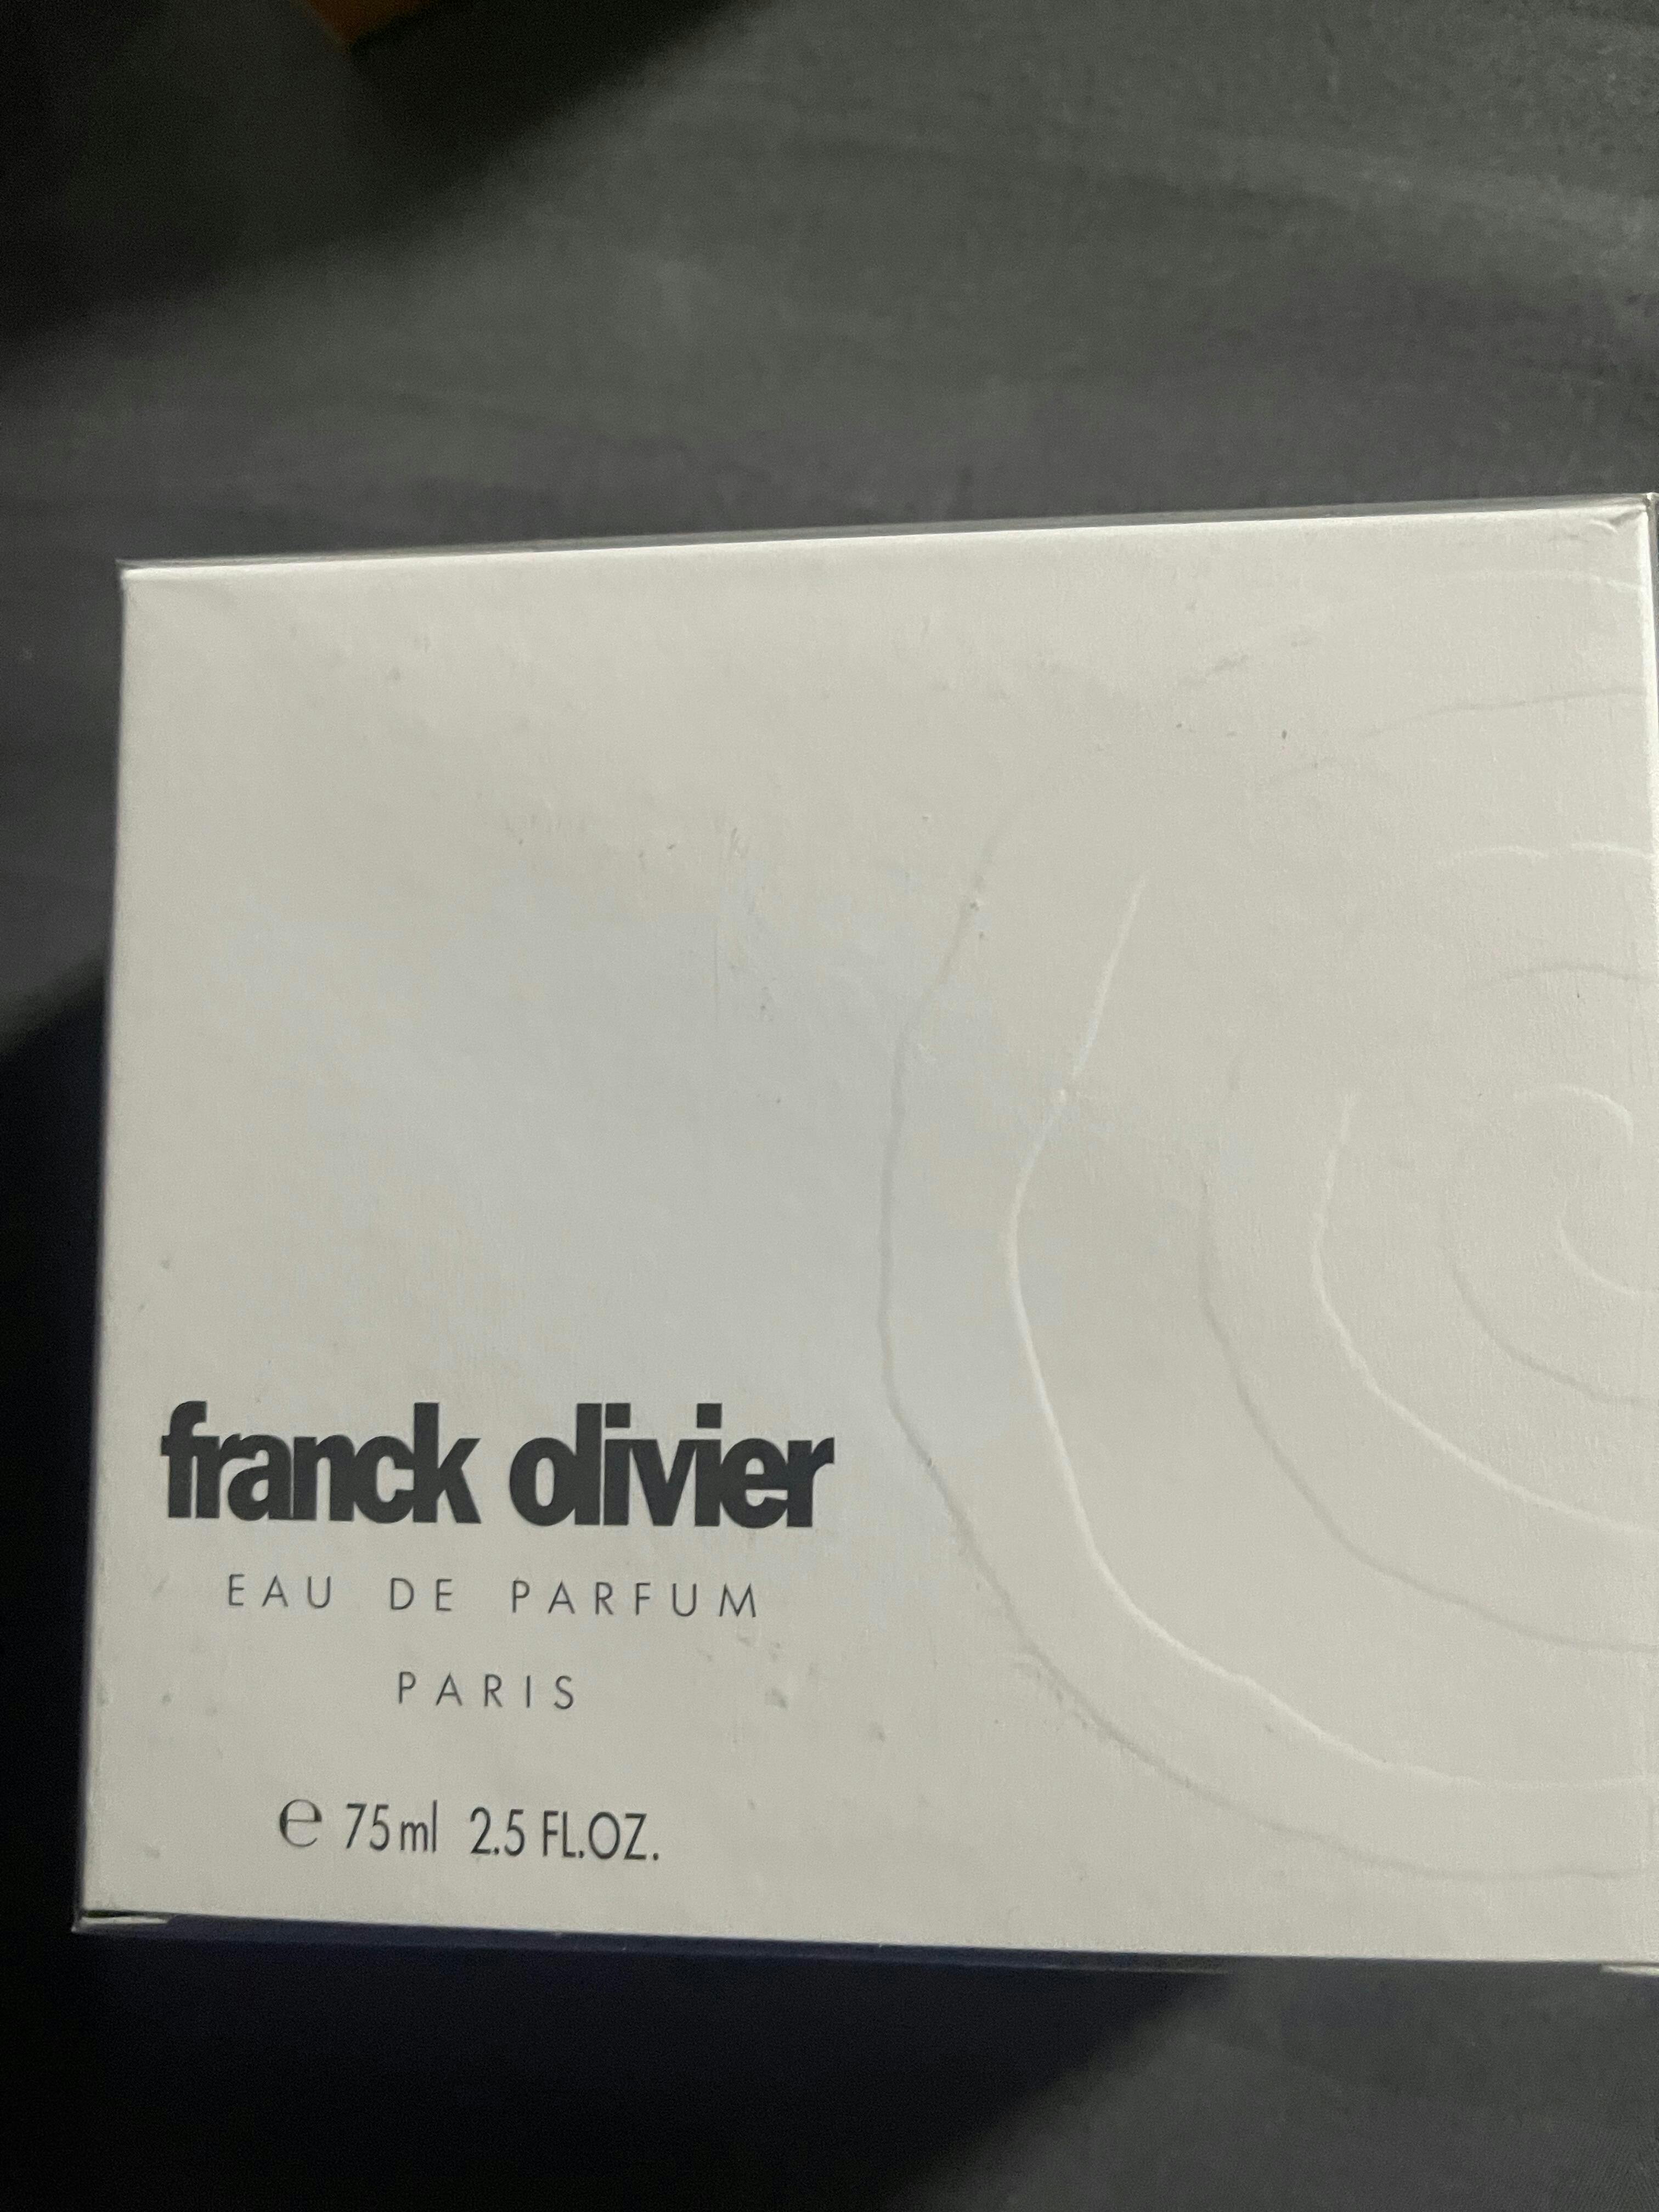 franck olivier
EAU DE PARFUM
PARIS
℮ 75ml 2.5 FL.OZ.